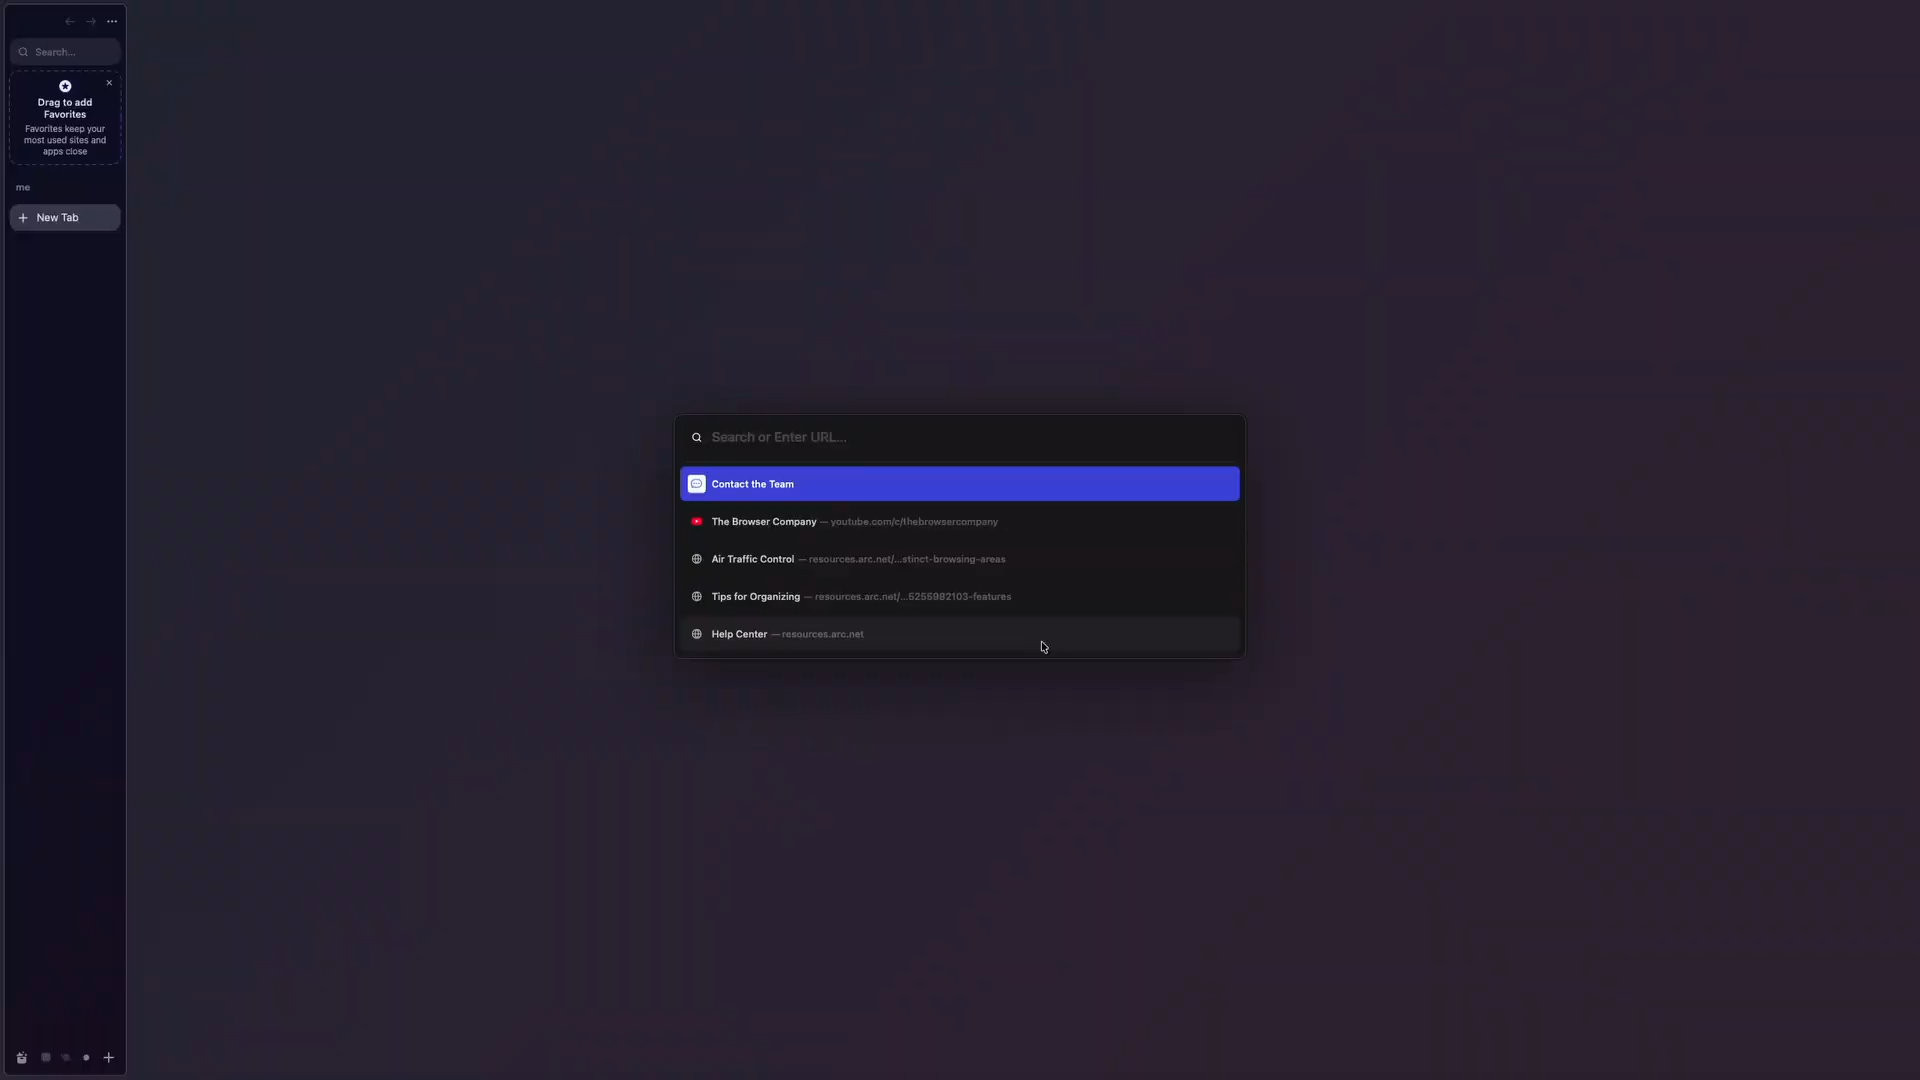 Search...
Drag to add
Favorites
Favorites keep your
most used sites and
apps close
me
New Tab
Search or Enter URL...
Contact the Team
The Browser Company — youtube.com/c/thebrowsercompany
Air Traffic Control — resources.arc.net/...stinct-browsing-areas
Tips for Organizing — resources.arc.net/...5255992103-features
Help Center — resources.arc.net